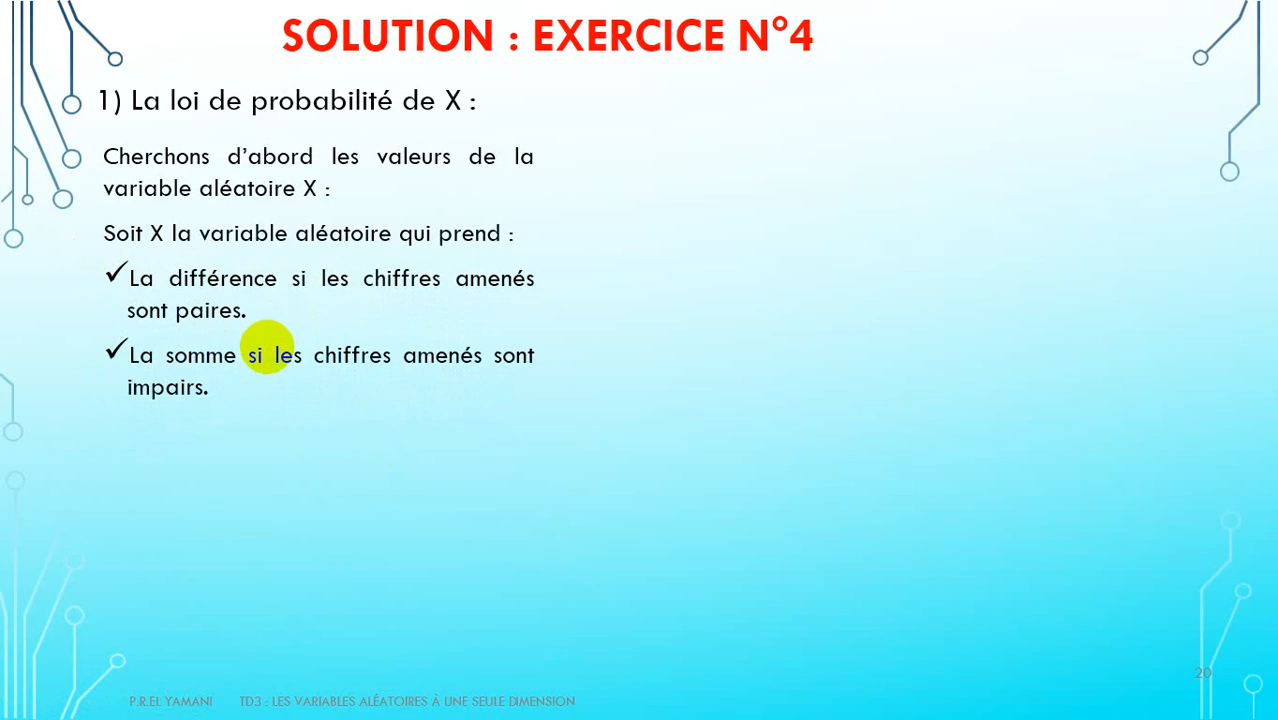 SOLUTION : EXERCICE N°4
1) La loi de probabilité de X :
Cherchons d’abord les valeurs de la
variable aléatoire X :
Soit X la variable aléatoire qui prend :
✓La différence si les chiffres amenés
sont paires.
✓La somme si les chiffres amenés sont
impairs.
20
P.R.EL YAMANI TD3 : LES VARIABLES ALÉATOIRES À UNE SEULE DIMENSION